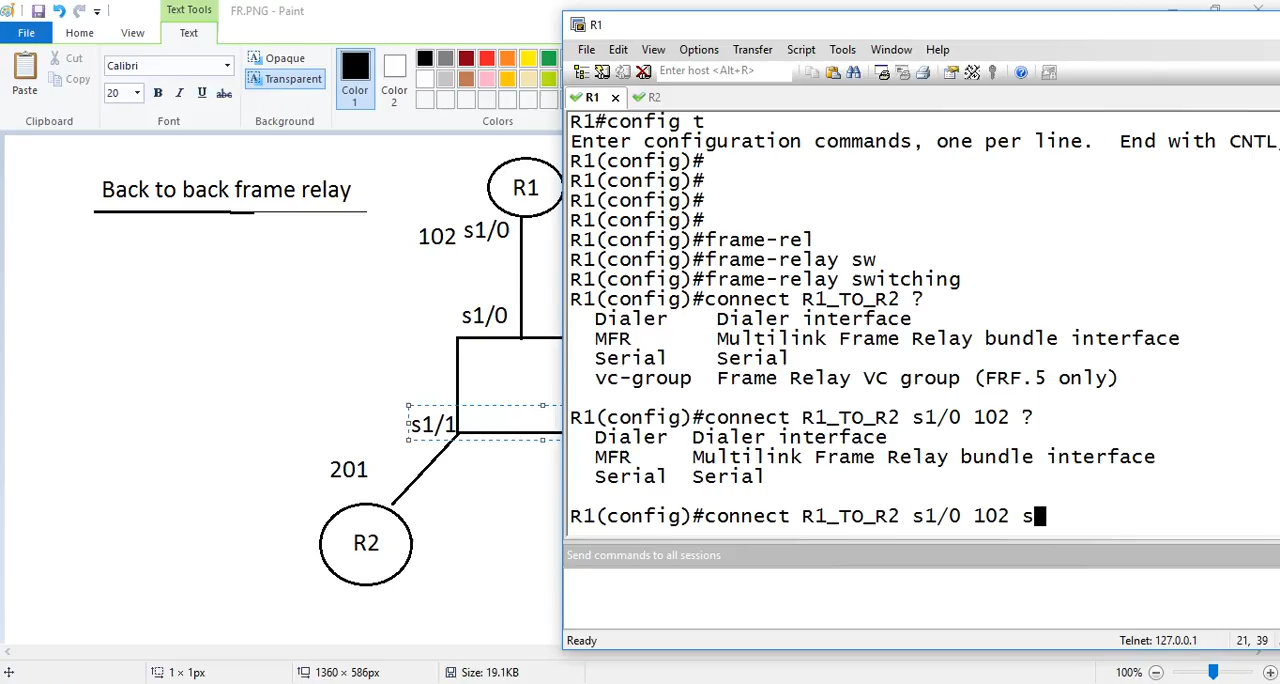 Text Tools
FR.PNG - Paint
File
Home
View
Text
Paste
Cut
Copy
Clipboard
Calibri
20
B I U abc
Font
Opaque
Transparent
Background
Color 1
Color 2
Colors
Back to back frame relay
R1
102
s1/0
s1/0
s1/1
201
R2
1 × 1px
1360 × 586px
Size: 19.1KB
100%
R1
File Edit View Options Transfer Script Tools Window Help
Enter host <Alt+R>
R1
R2
R1#config t
Enter configuration commands, one per line.  End with CNTL
R1(config)#
R1(config)#
R1(config)#
R1(config)#
R1(config)#frame-rel
R1(config)#frame-relay sw
R1(config)#frame-relay switching
R1(config)#connect R1_TO_R2 ?
  Dialer    Dialer interface
  MFR       Multilink Frame Relay bundle interface
  Serial    Serial
  vc-group  Frame Relay VC group (FRF.5 only)
R1(config)#connect R1_TO_R2 s1/0 102 ?
  Dialer  Dialer interface
  MFR     Multilink Frame Relay bundle interface
  Serial  Serial
R1(config)#connect R1_TO_R2 s1/0 102 s
Send commands to all sessions
Ready
Telnet: 127.0.0.1
21, 39